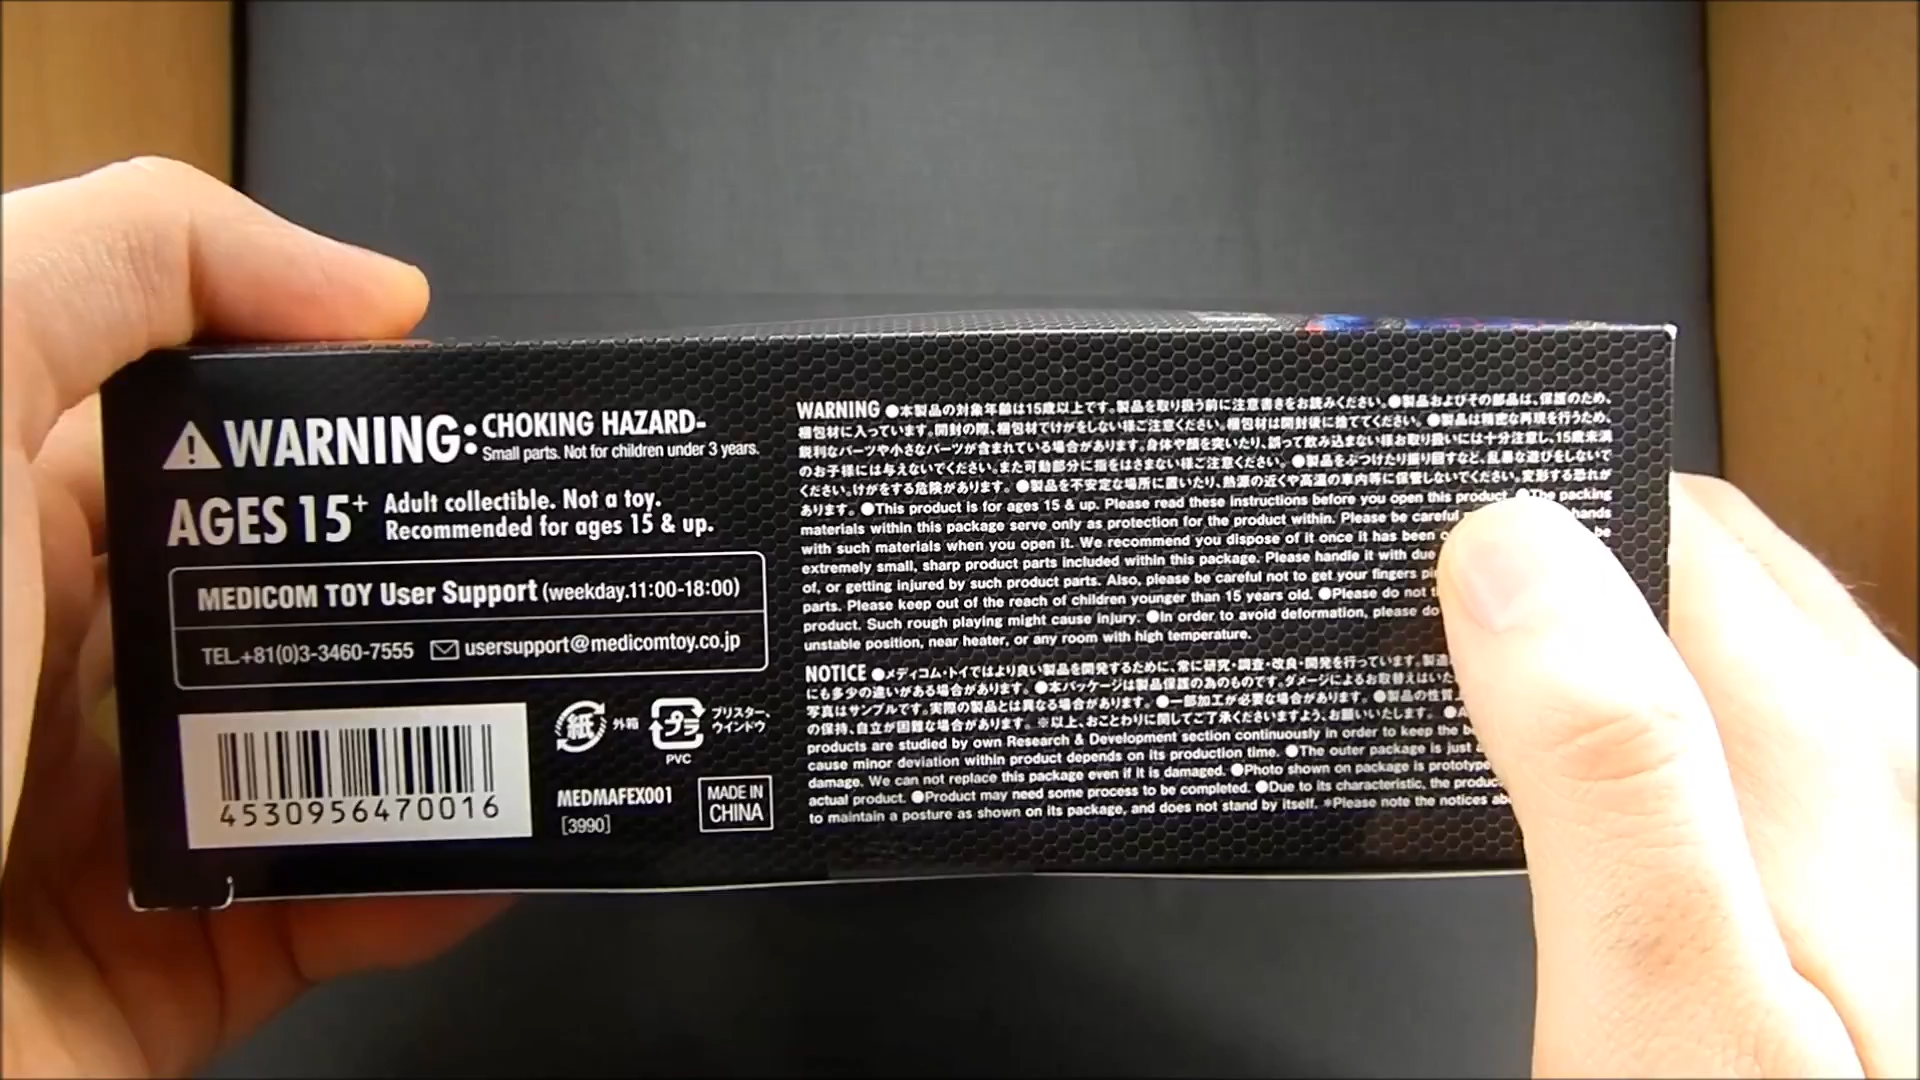 WARNING: CHOKING HAZARD-
Small parts. Not for children under 3 years.
AGES 15+ Adult collectible. Not a toy.
Recommended for ages 15 & up.
MEDICOM TOY User Support (weekday.11:00-18:00)
TEL.+81(0)3-3460-7555 usersupport@medicomtoy.co.jp
4530956470016
紙 外箱
プラ ブリスター、
ウインドウ
PVC
MEDMAFEX001
[3990]
MADE IN
CHINA
WARNING ●本製品の対象年齢は15歳以上です。製品を取り扱う前に注意書きをお読みください。●製品およびその部品は、保護のため、
梱包材に入っています。開封の際、梱包材でけがをしない様ご注意ください。梱包材は開封後に捨ててください。●製品は精密な再現を行うため、
鋭利なパーツや小さなパーツが含まれている場合があります。身体や顔を突いたり、誤って飲み込まない様お取り扱いには十分注意し、15歳未満
のお子様には与えないでください。また可動部分に指をはさまない様ご注意ください。●製品をぶつけたり振り回すなど、乱暴な遊びをしないで
ください。けがをする危険があります。●製品を不安定な場所に置いたり、熱源の近くや高温の車内等に保管しないでください。変形する恐れが
あります。●This product is for ages 15 & up. Please read these instructions before you open this product. ●The packing
materials within this package serve only as protection for the product within. Please be careful hands
with such materials when you open it. We recommend you dispose of it once it has been be
extremely small, sharp product parts included within this package. Please handle it with due
of, or getting injured by such product parts. Also, please be careful not to get your fingers
parts. Please keep out of the reach of children younger than 15 years old. ●Please do not
product. Such rough playing might cause injury. ●In order to avoid deformation, please do
unstable position, near heater, or any room with high temperature.
NOTICE ●メディコム・トイではより良い製品を開発するために、常に研究・調査・改良・開発を行っています。製造
にも多少の違いがある場合があります。●本パッケージは製品保護の為のものです。ダメージによるお取替えはいた
写真はサンプルです。実際の製品とは異なる場合があります。●一部加工が必要な場合があります。●製品の性質
の保持、自立が困難な場合があります。※以上、おことわりに関してご了承くださいますよう、お願いいたします。
products are studied by own Research & Development section continuously in order to keep the
cause minor deviation within product depends on its production time. ●The outer package is just
damage. We can not replace this package even if it is damaged. ●Photo shown on package is prototype
actual product. ●Product may need some process to be completed. ●Due to its characteristic, the
to maintain a posture as shown on its package, and does not stand by itself. *Please note the notices